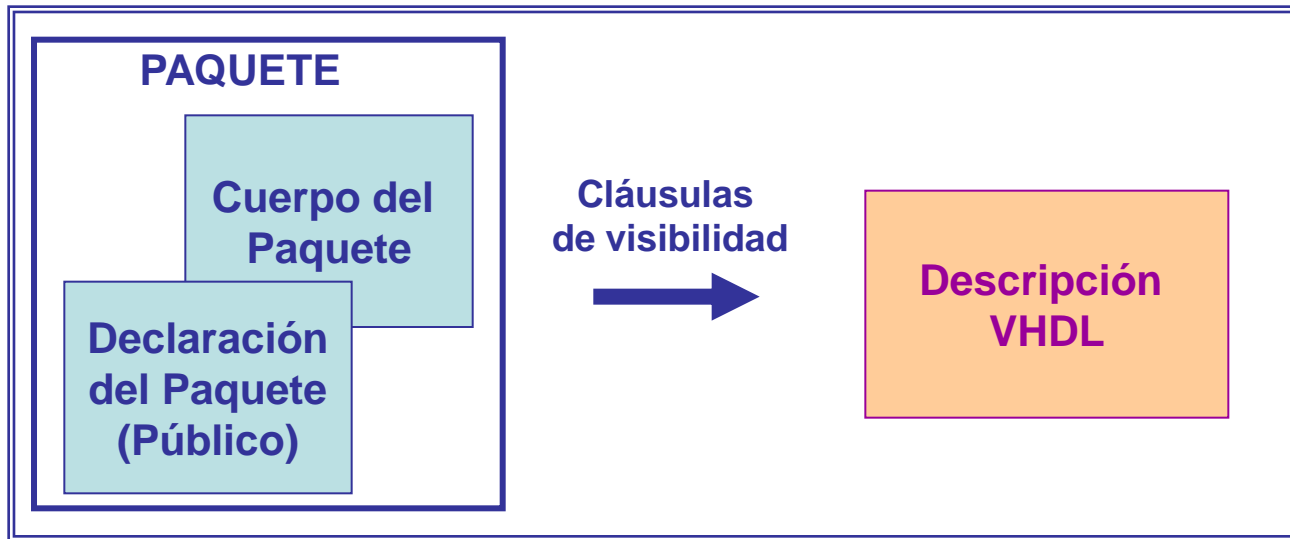 PAQUETE
Cuerpo del
Paquete
Declaración
del Paquete
(Público)
Cláusulas
de visibilidad
Descripción
VHDL